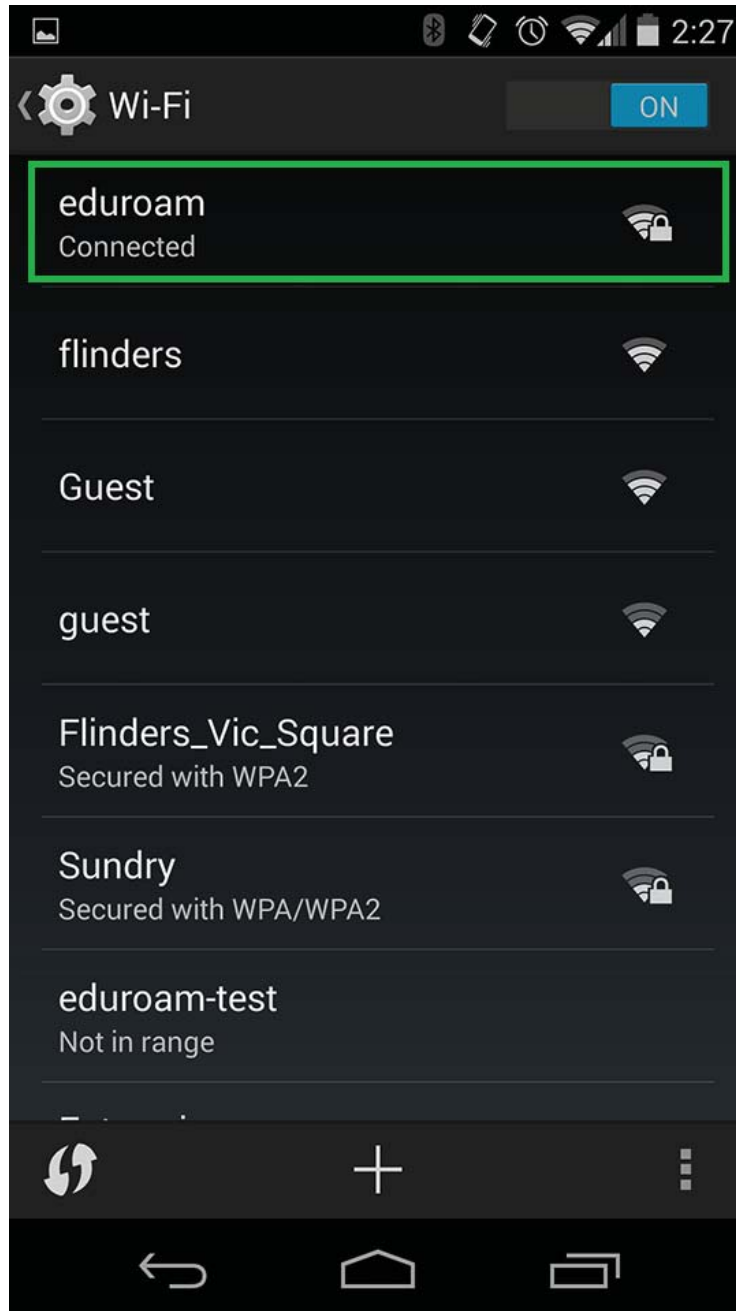 2:27
Wi-Fi
ON
eduroam
Connected
flinders
Guest
guest
Flinders_Vic_Square
Secured with WPA2
Sundry
Secured with WPA/WPA2
eduroam-test
Not in range